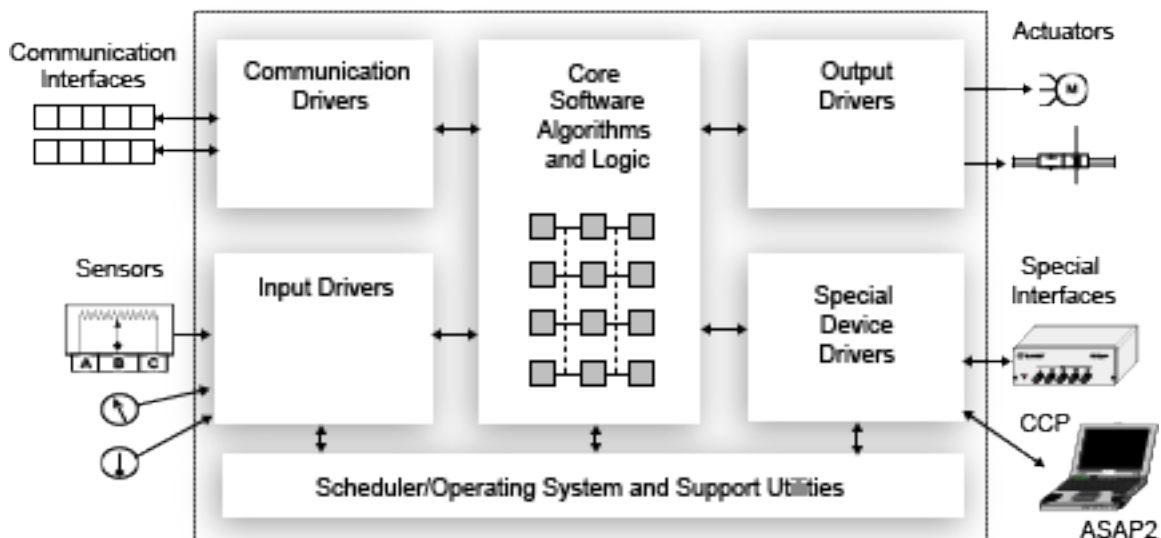 Communication
Interfaces
Communication
Drivers
Core
Software
Algorithms
and Logic
Output
Drivers
Actuators
M
Sensors
A B C
Input Drivers
Special
Device
Drivers
Special
Interfaces
CCP
ASAP2
Scheduler/Operating System and Support Utilities